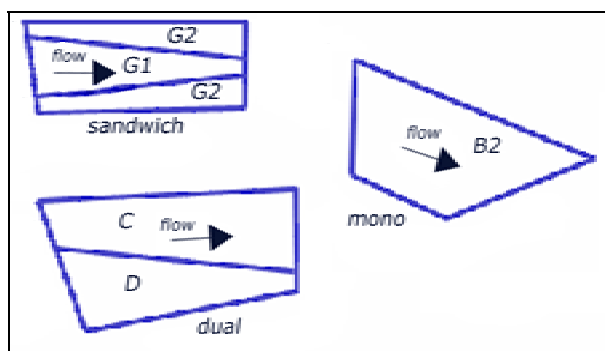 G2
flow
G1
G2
sandwich
flow
B2
mono
C
flow
D
dual